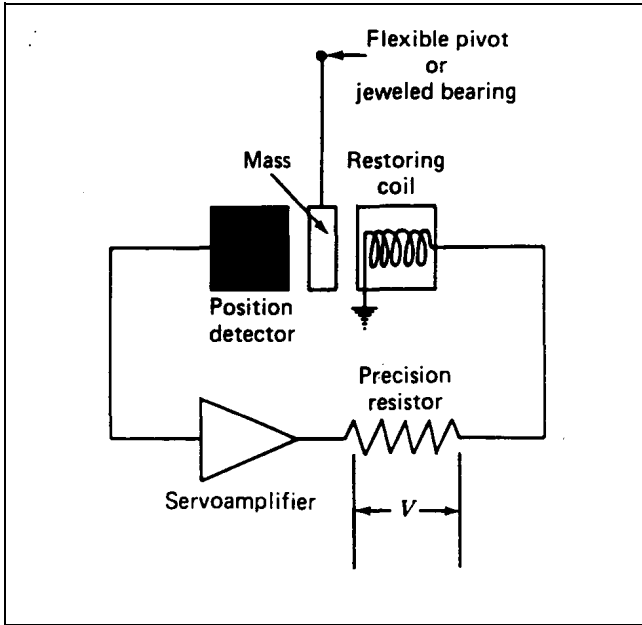 Flexible pivot
or
jeweled bearing
Mass
Restoring
coil
Position
detector
Precision
resistor
Servoamplifier
V